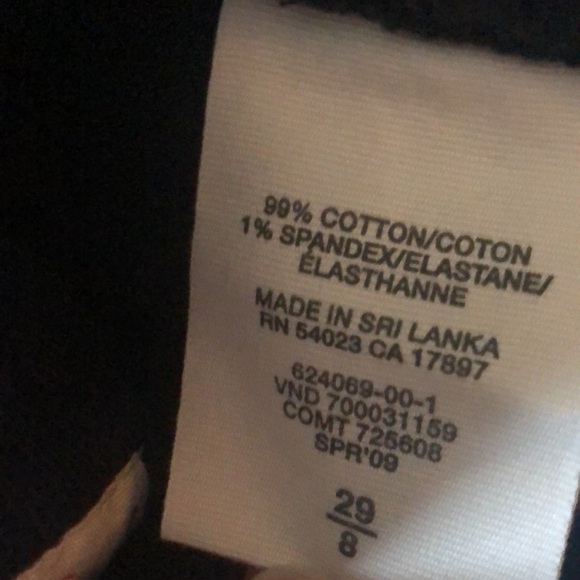 99% COTTON/COTON
1% SPANDEX/ELASTANE/
ÉLASTHANNE
MADE IN SRI LANKA
RN 54023 CA 17897
624069-00-1
VND 700031159
COMT 725608
SPR'09
29
8